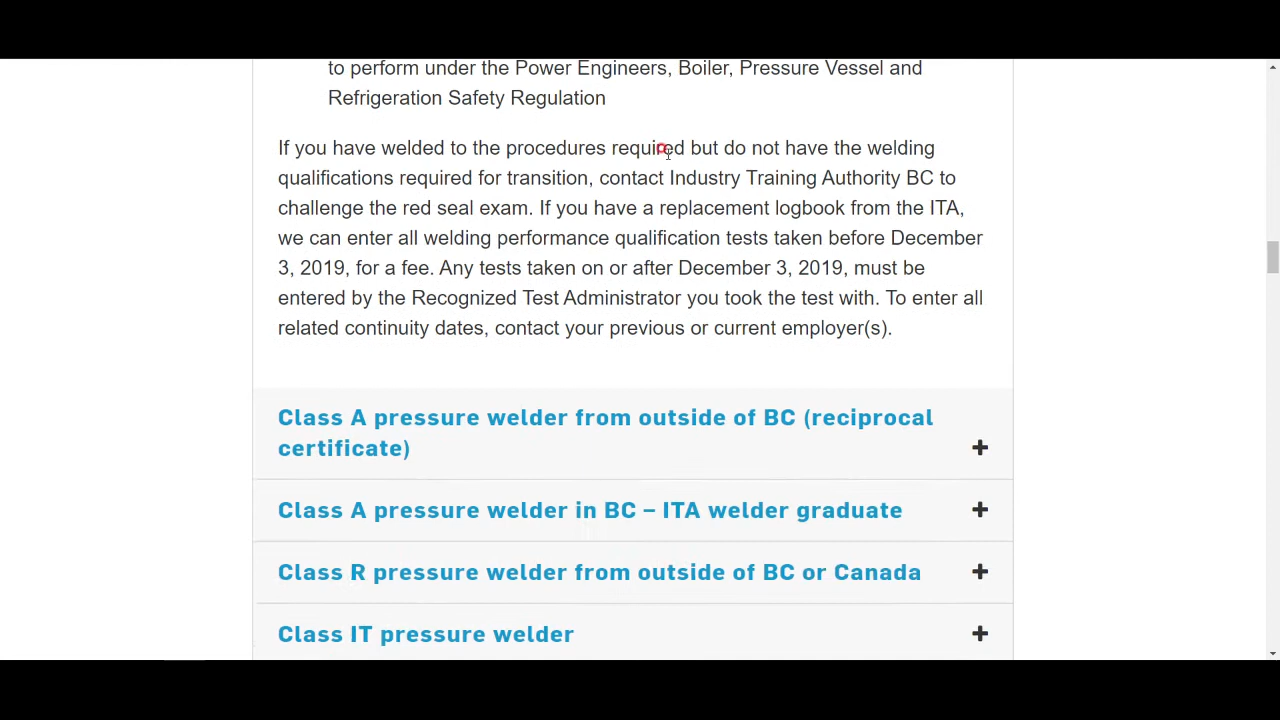 to perform under the Power Engineers, Boiler, Pressure Vessel and
Refrigeration Safety Regulation
If you have welded to the procedures required but do not have the welding
qualifications required for transition, contact Industry Training Authority BC to
challenge the red seal exam. If you have a replacement logbook from the ITA,
we can enter all welding performance qualification tests taken before December
3, 2019, for a fee. Any tests taken on or after December 3, 2019, must be
entered by the Recognized Test Administrator you took the test with. To enter all
related continuity dates, contact your previous or current employer(s).
Class A pressure welder from outside of BC (reciprocal
certificate)
Class A pressure welder in BC – ITA welder graduate
Class R pressure welder from outside of BC or Canada
Class IT pressure welder